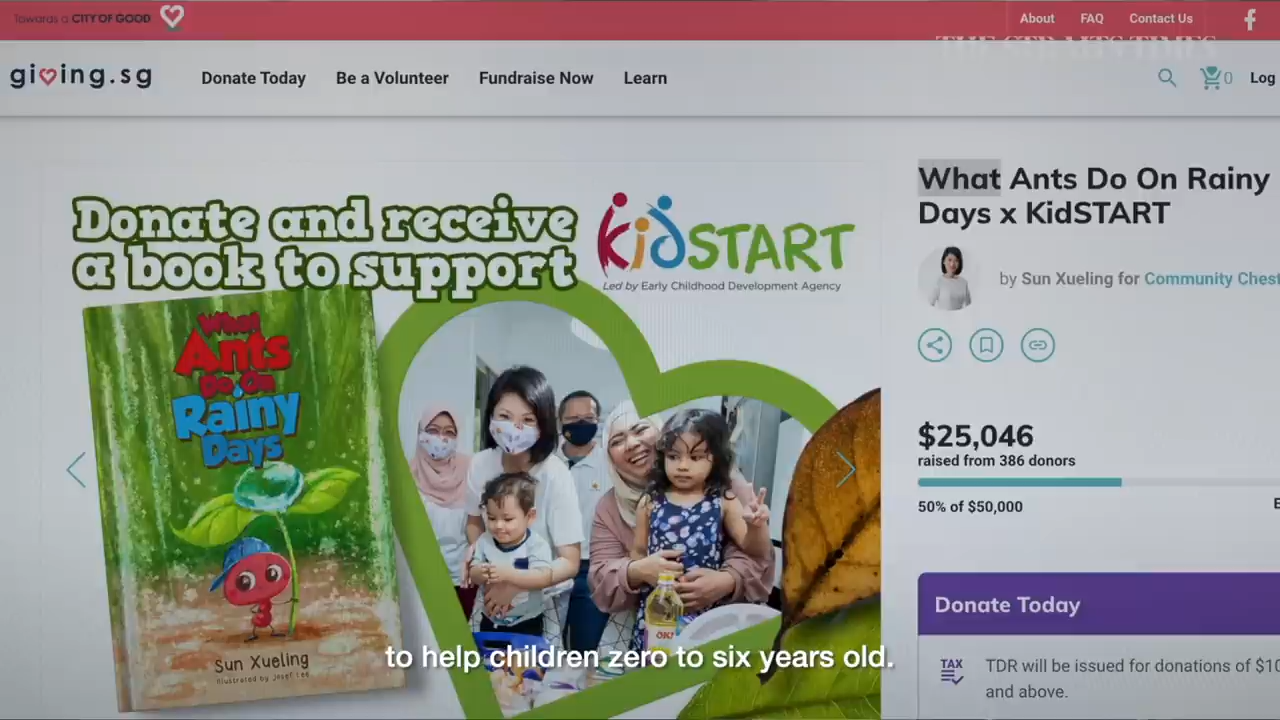 Towards a CITY OF GOOD
About FAQ Contact Us
THE STRAITS TIMES
giving.sg
Donate Today Be a Volunteer Fundraise Now Learn
0 Log
Donate and receive
a book to support
kidSTART
Led by Early Childhood Development Agency
What
Ants
Do On
Rainy
Days
Sun Xueling
Illustrated by Josef Lee
What Ants Do On Rainy
Days x KidSTART
by Sun Xueling for Community Chest
$25,046
raised from 386 donors
50% of $50,000
E
Donate Today
TAX
TDR will be issued for donations of $10
and above.
to help children zero to six years old.